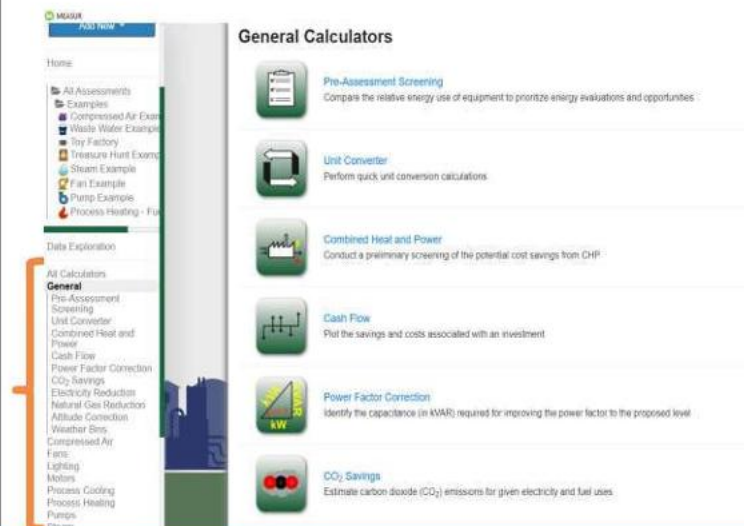 MEASUR
Add New
Home
All Assessments
Examples
Compressed Air Exam
Waste Water Example
Toy Factory
Treasure Hunt Examp
Steam Example
Fan Example
Pump Example
Process Heating - Fu
Data Exploration
All Calculators
General
Pre-Assessment
Screening
Unit Converter
Combined Heat and
Power
Cash Flow
Power Factor Correction
CO₂ Savings
Electricity Reduction
Natural Gas Reduction
Altitude Correction
Weather Bins
Compressed Air
Fans
Lighting
Motors
Process Cooling
Process Heating
Pumps
Steam
General Calculators
Pre-Assessment Screening
Compare the relative energy use of equipment to prioritize energy evaluations and opportunities
Unit Converter
Perform quick unit conversion calculations
Combined Heat and Power
Conduct a preliminary screening of the potential cost savings from CHP
Cash Flow
Plot the savings and costs associated with an investment
kW
kVAR
Power Factor Correction
Identify the capacitance (in kVAR) required for improving the power factor to the proposed level
CO₂ Savings
Estimate carbon dioxide (CO₂) emissions for given electricity and fuel uses